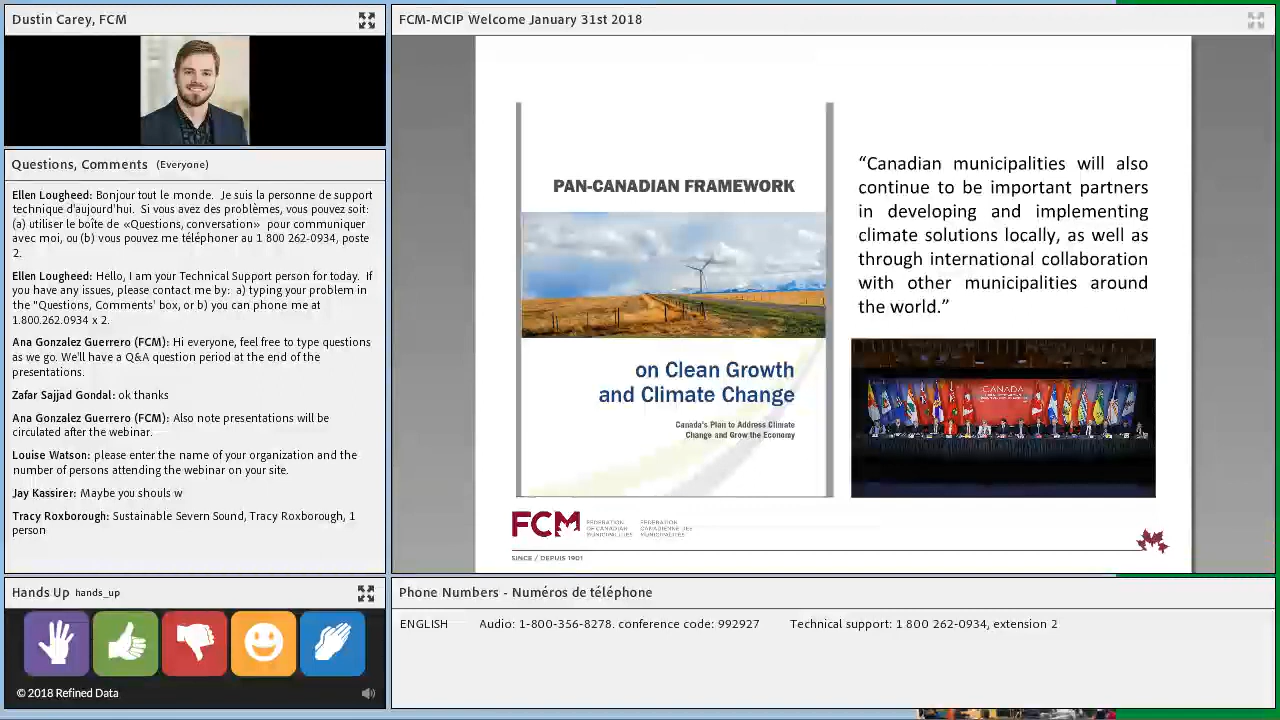 Dustin Carey, FCM
Questions, Comments (Everyone)
Ellen Lougheed: Bonjour tout le monde. Je suis la personne de support
technique d'aujourd'hui. Si vous avez des problèmes, vous pouvez soit:
(a) utiliser le boîte de «Questions, conversation» pour communiquer
avec moi, ou (b) vous pouvez me téléphoner au 1 800 262-0934, poste
2.
Ellen Lougheed: Hello, I am your Technical Support person for today. If
you have any issues, please contact me by: a) typing your problem in
the "Questions, Comments' box, or b) you can phone me at
1.800.262.0934 x 2.
Ana Gonzalez Guerrero (FCM): Hi everyone, feel free to type questions
as we go. We'll have a Q&A question period at the end of the
presentations.
Zafar Sajjad Gondal: ok thanks
Ana Gonzalez Guerrero (FCM): Also note presentations will be
circulated after the webinar.
Louise Watson: please enter the name of your organization and the
number of persons attending the webinar on your site.
Jay Kassirer: Maybe you shouls w
Tracy Roxborough: Sustainable Severn Sound, Tracy Roxborough, 1
person
Hands Up hands_up
© 2018 Refined Data
FCM-MCIP Welcome January 31st 2018
PAN-CANADIAN FRAMEWORK
on Clean Growth
and Climate Change
Canada's Plan to Address Climate
Change and Grow the Economy
“Canadian municipalities will also
continue to be important partners
in developing and implementing
climate solutions locally, as well as
through international collaboration
with other municipalities around
the world.”
CANADA
FCM
FEDERATION
OF CANADIAN
MUNICIPALITIES
FÉDÉRATION
CANADIENNE DES
MUNICIPALITÉS
SINCE / DEPUIS 1901
Phone Numbers - Numéros de téléphone
ENGLISH Audio: 1-800-356-8278. conference code: 992927 Technical support: 1 800 262-0934, extension 2